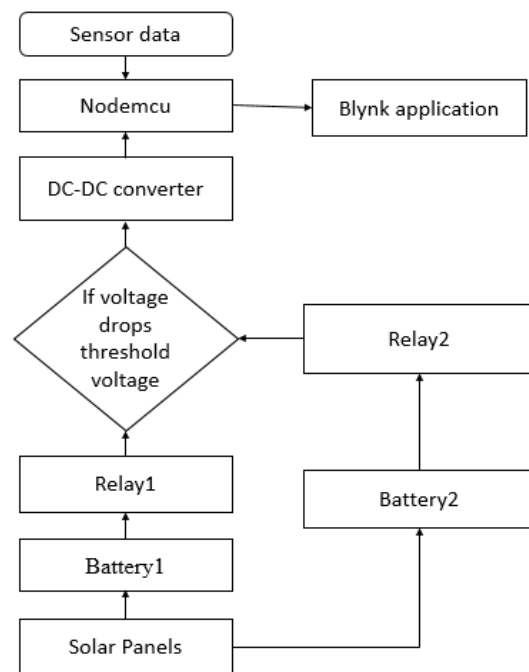 Sensor data
Nodemcu
Blynk application
DC-DC converter
If voltage
drops
threshold
voltage
Relay2
Relay1
Battery2
Battery1
Solar Panels